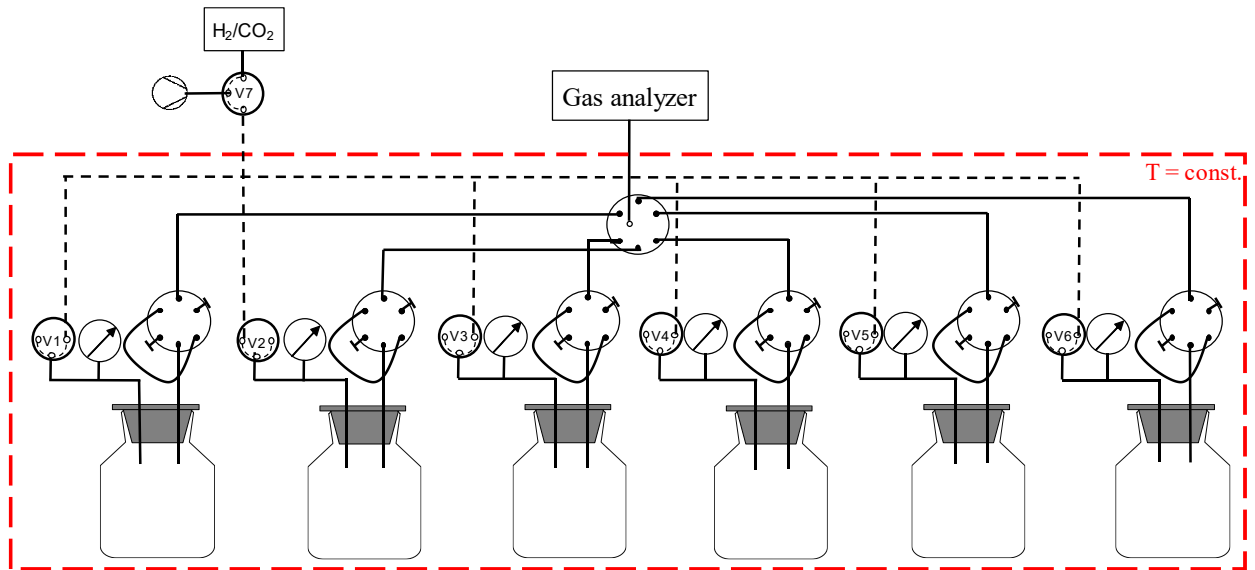 H₂/CO₂
V7
Gas analyzer
T = const.
V1
V2
V3
V4
V5
V6